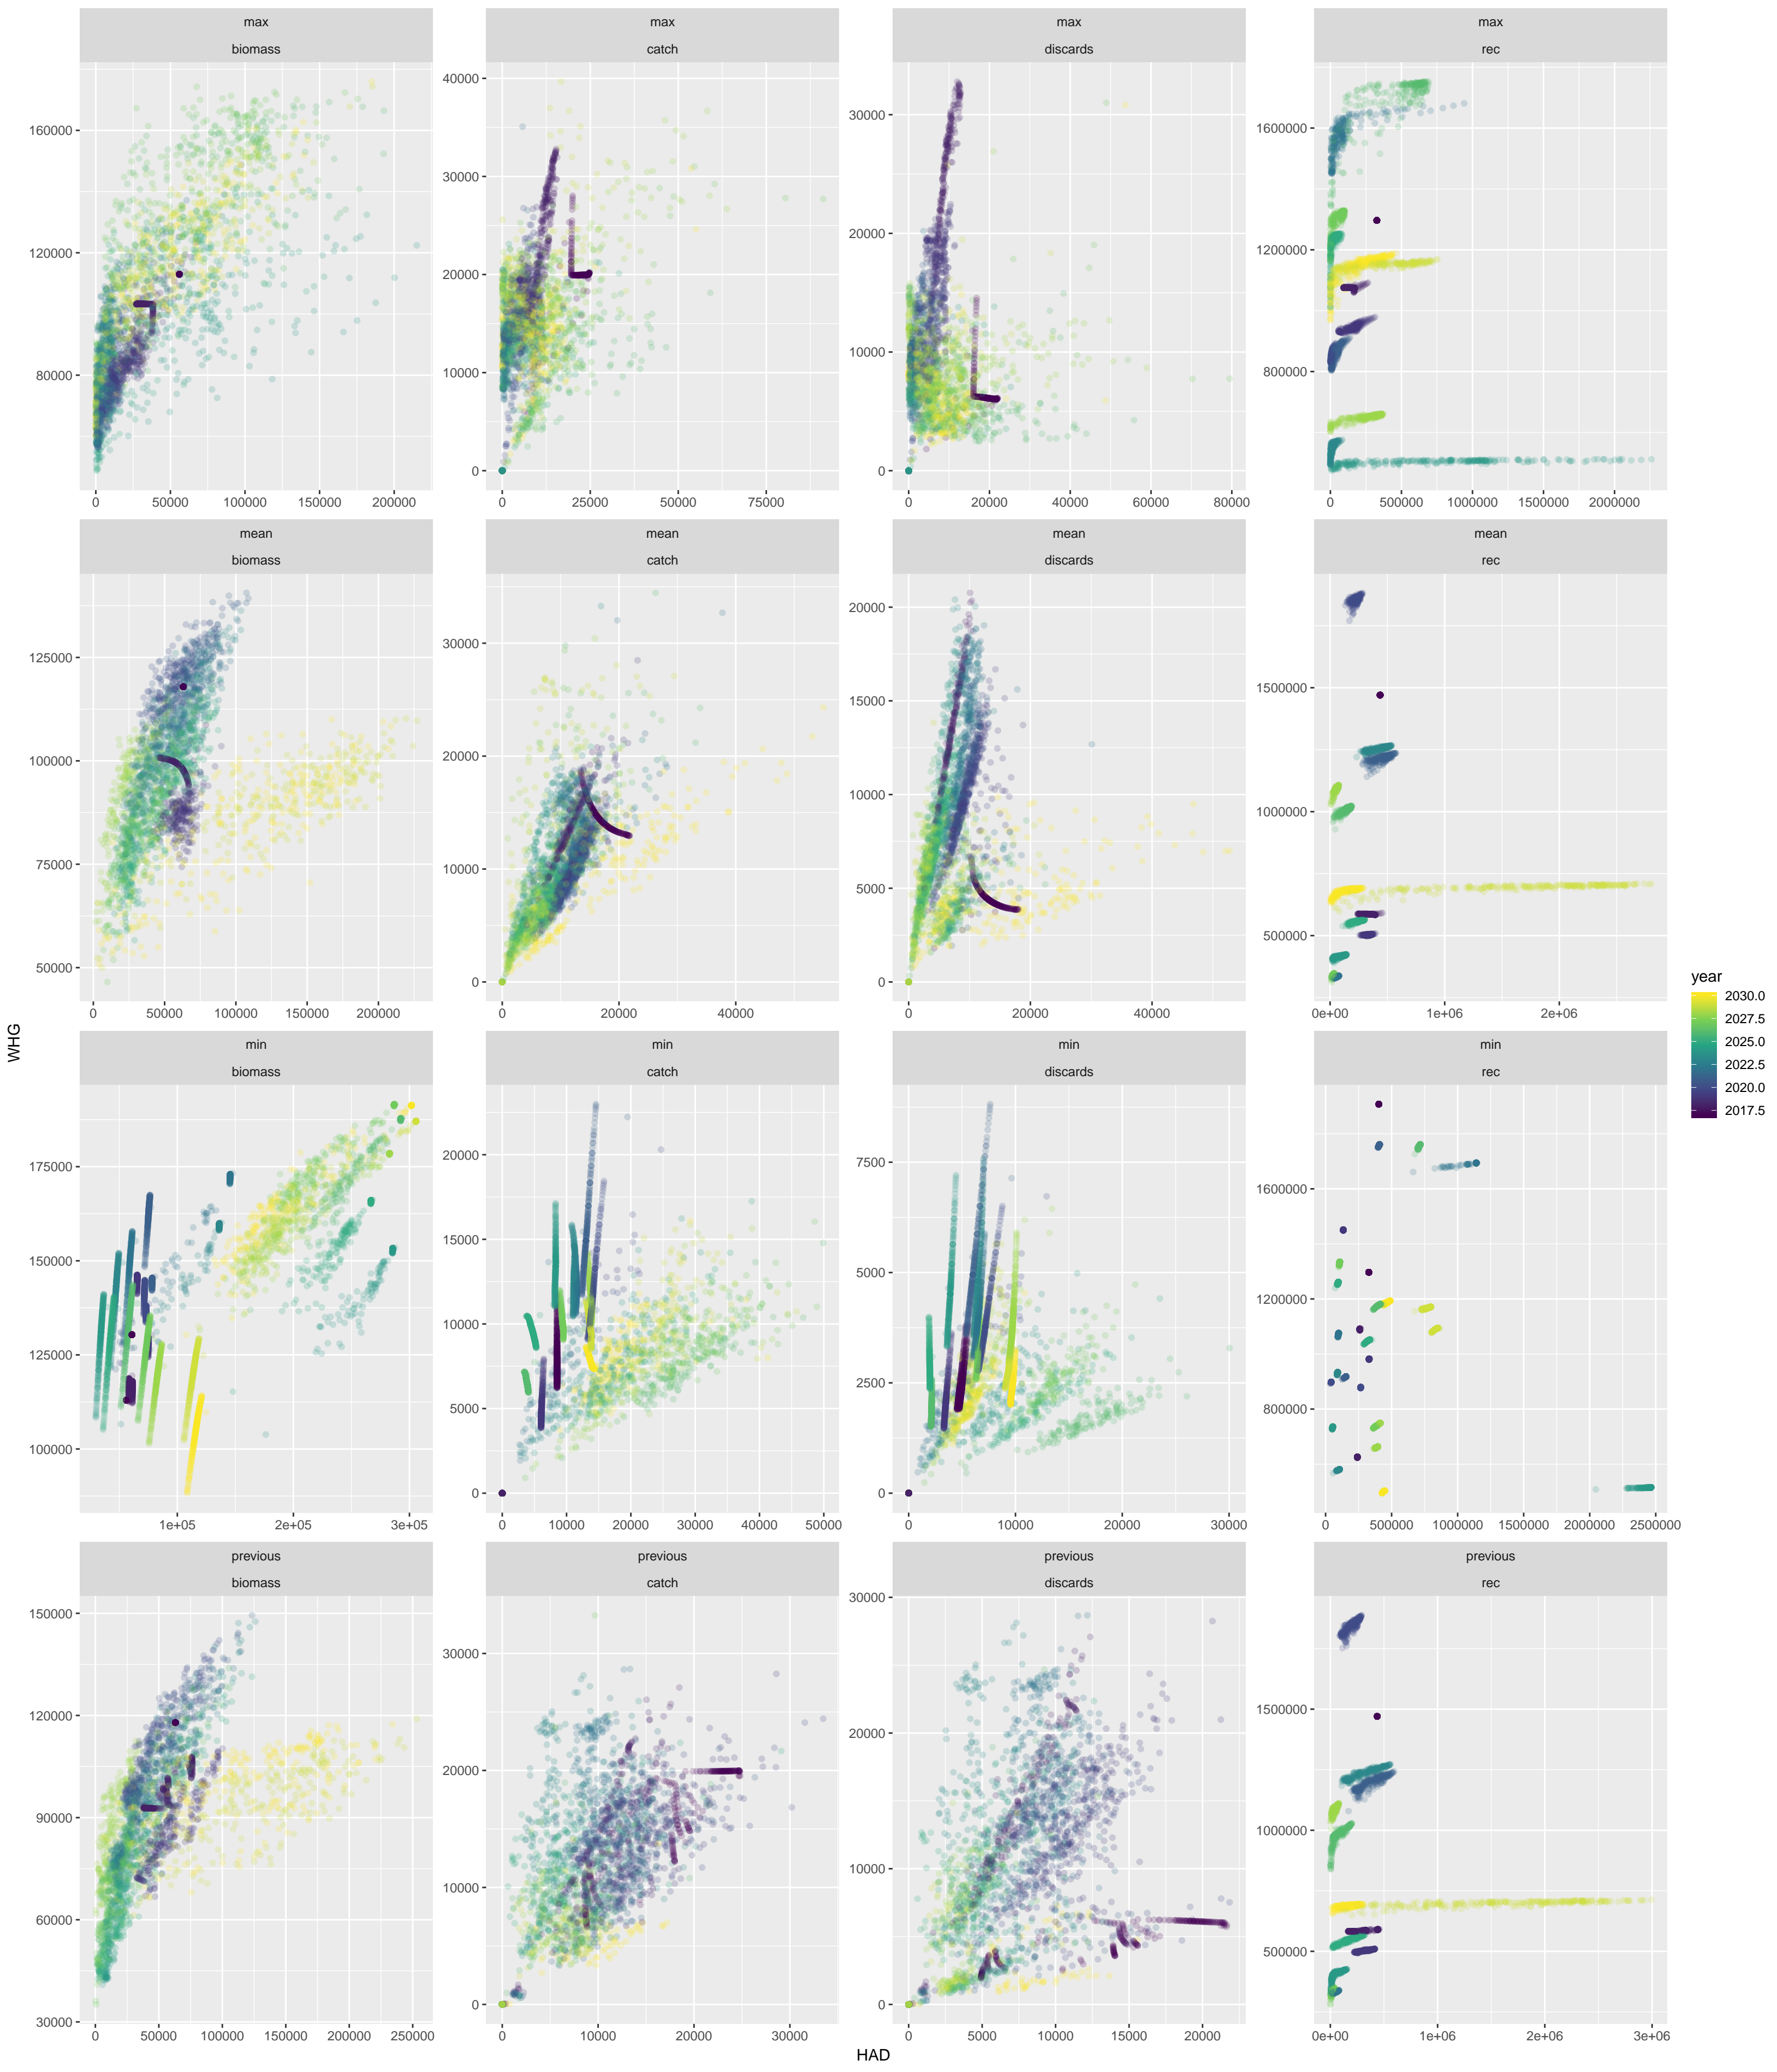 max max max max
biomass catch discards rec
160000
120000
80000
0 50000 100000 150000 200000
40000
30000
20000
10000
0
0 25000 50000 75000
30000
20000
10000
0
0 20000 40000 60000 80000
1600000
1200000
800000
0 500000 1000000 1500000 2000000
mean mean mean mean
biomass catch discards rec
125000
100000
75000
50000
0 50000 100000 150000 200000
30000
20000
10000
0
0 20000 40000
20000
15000
10000
5000
0
0 20000 40000
1500000
1000000
500000
0e+00 1e+06 2e+06
min min min min
biomass catch discards rec
175000
150000
125000
100000
1e+05 2e+05 3e+05
20000
15000
10000
5000
0
0 10000 20000 30000 40000 50000
7500
5000
2500
0
0 10000 20000 30000
1600000
1200000
800000
0 500000 1000000 1500000 2000000 2500000
previous previous previous previous
biomass catch discards rec
150000
120000
90000
60000
30000
0 50000 100000 150000 200000 250000
30000
20000
10000
0
0 10000 20000 30000
30000
20000
10000
0
0 5000 10000 15000 20000
1500000
1000000
500000
0e+00 1e+06 2e+06 3e+06
WHG
HAD
year
2030.0
2027.5
2025.0
2022.5
2020.0
2017.5